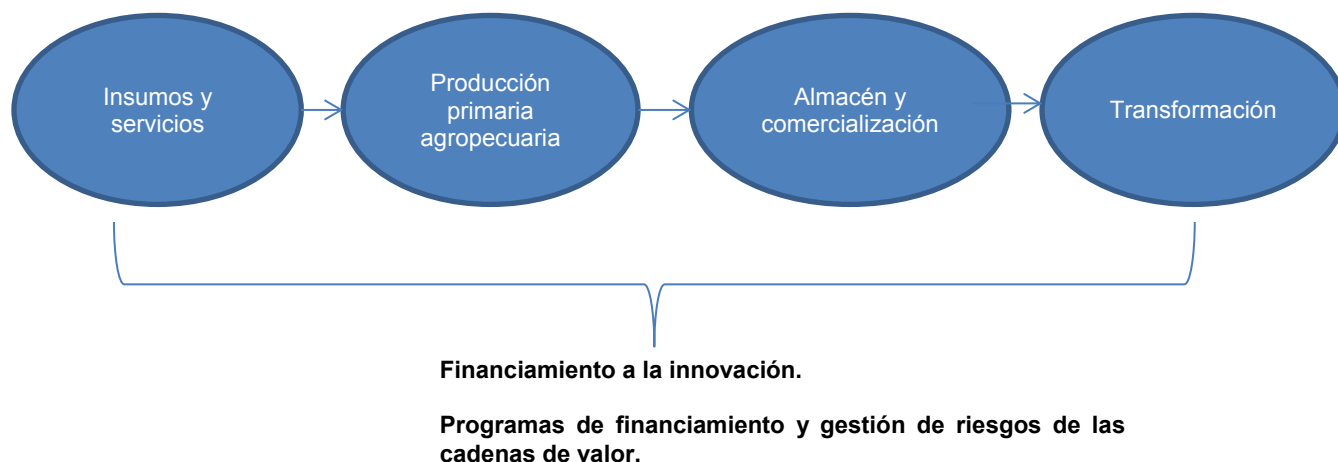 Insumos y
servicios
Producción
primaria
agropecuaria
Almacén y
comercialización
Transformación
Financiamiento a la innovación.
Programas de financiamiento y gestión de riesgos de las
cadenas de valor.